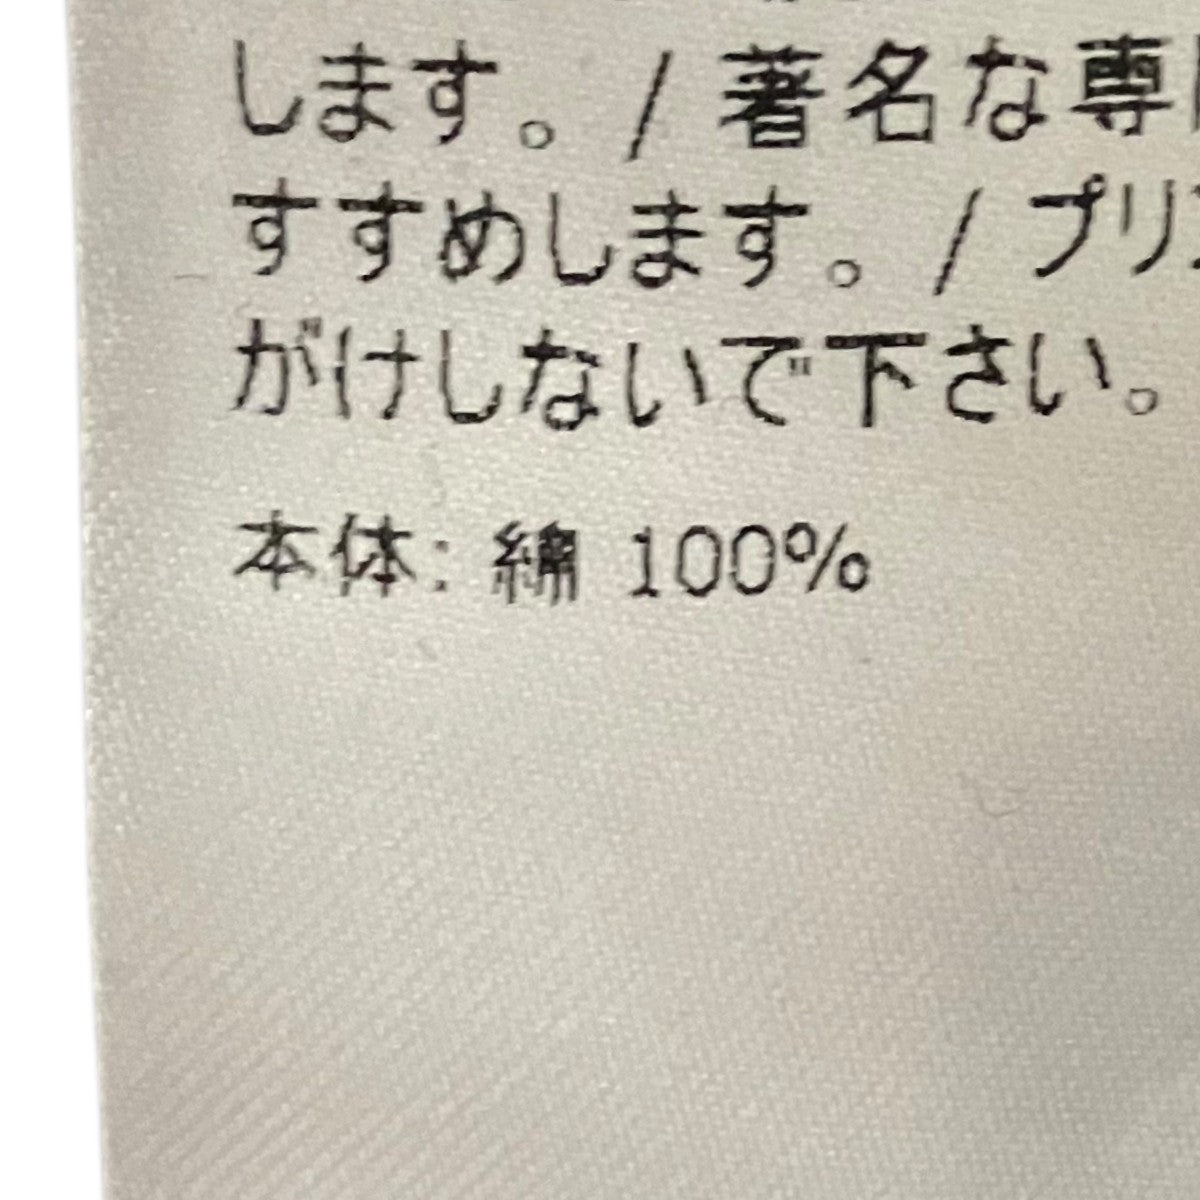 します。/ 著名な専
すすめします。/ プリ
がけしないで下さい。
本体: 綿 100%